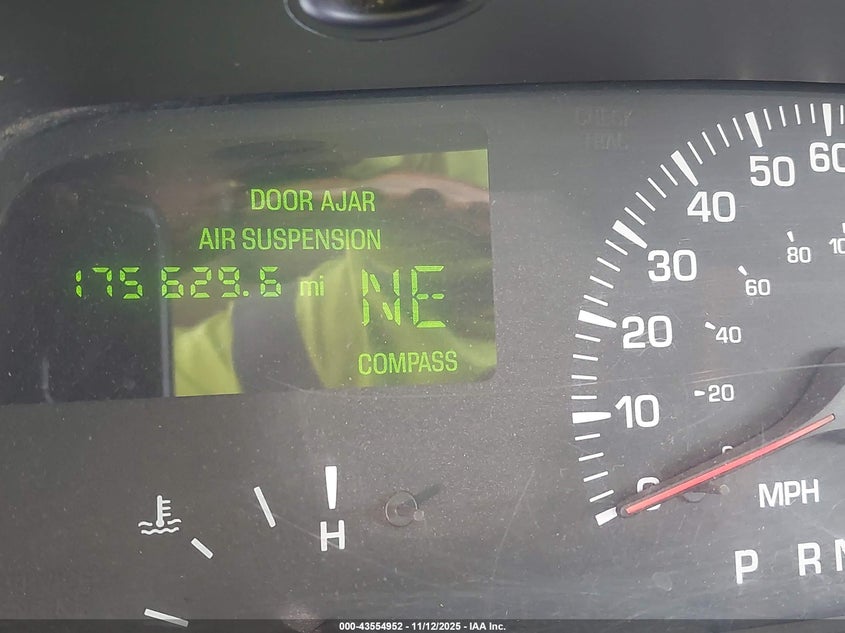 DOOR AJAR
AIR SUSPENSION
175 629.6 mi
NE
COMPASS
60
50
40
30
20
10
0
80
60
40
20
MPH
H
P R N
000-43554952 - 11/12/2025 - IAA Inc.